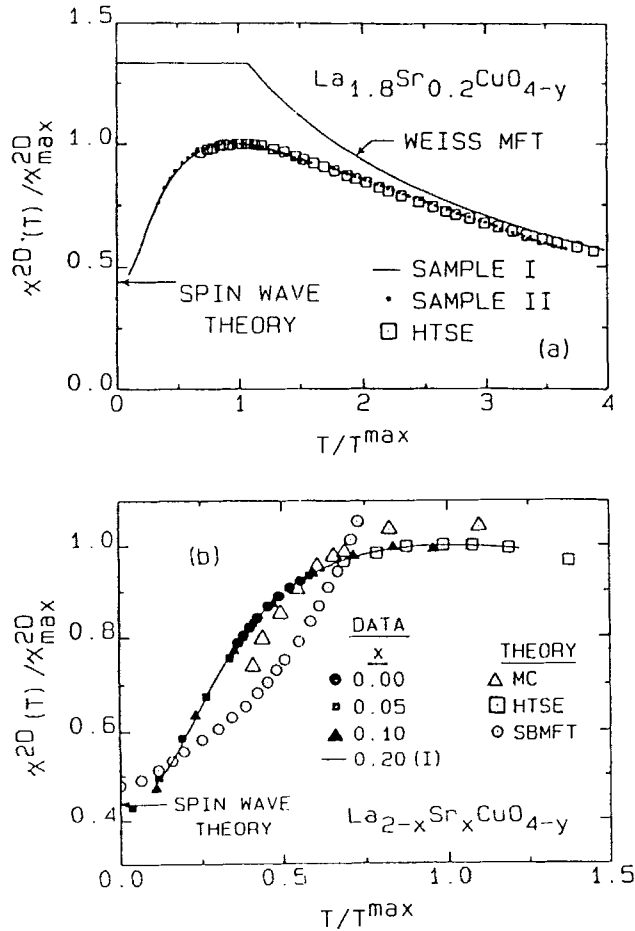 1.5
La1.8Sr0.2CuO4-y
WEISS MFT
1.0
χ2D(T)/χ2Dmax
0.5
SPIN WAVE
THEORY
SAMPLE I
SAMPLE II
HTSE
(a)
0.0
0 1 2 3 4
T/Tmax
(b)
1.0
0.8
0.6
0.4
χ2D(T)/χ2Dmax
DATA
x
0.00
0.05
0.10
0.20(I)
THEORY
MC
HTSE
SBMFT
SPIN WAVE
THEORY
La2-xSrxCuO4-y
0.0 0.5 1.0 1.5
T/Tmax